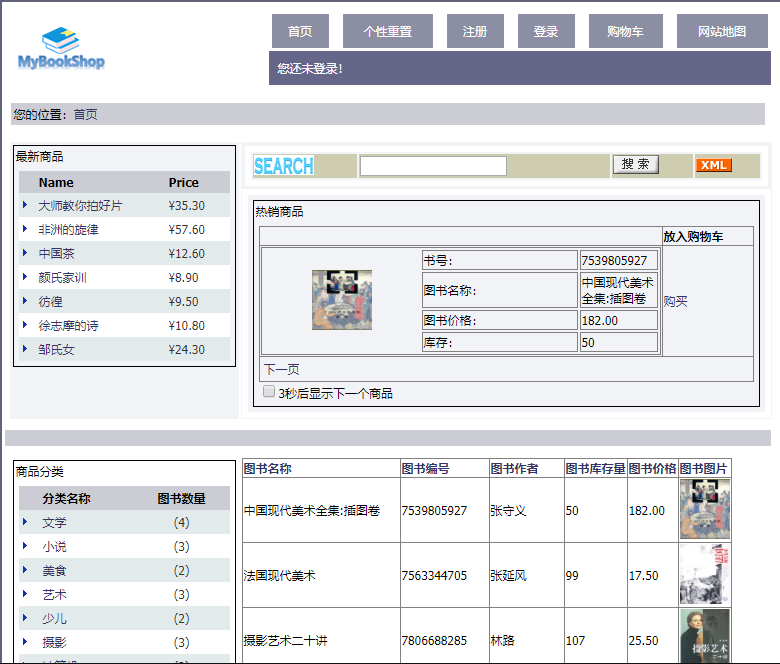 MyBookShop
首页 个性重置 注册 登录 购物车 网站地图
您还未登录!
您的位置: 首页
最新商品
Name Price
大师教你拍好片 ¥35.30
非洲的旋律 ¥57.60
中国茶 ¥12.60
颜氏家训 ¥8.90
彷徨 ¥9.50
徐志摩的诗 ¥10.80
邹氏女 ¥24.30
SEARCH 搜 索 XML
热销商品
放入购物车
书号: 7539805927
图书名称: 中国现代美术
全集:插图卷
图书价格: 182.00
库存: 50
购买
下一页
3秒后显示下一个商品
商品分类
分类名称 图书数量
文学 (4)
小说 (3)
美食 (2)
艺术 (3)
少儿 (2)
摄影 (3)
图书名称 图书编号 图书作者 图书库存量 图书价格 图书图片
中国现代美术全集:插图卷 7539805927 张守义 50 182.00
法国现代美术 7563344705 张延风 99 17.50
摄影艺术二十讲 7806688285 林路 107 25.50
摄影艺术